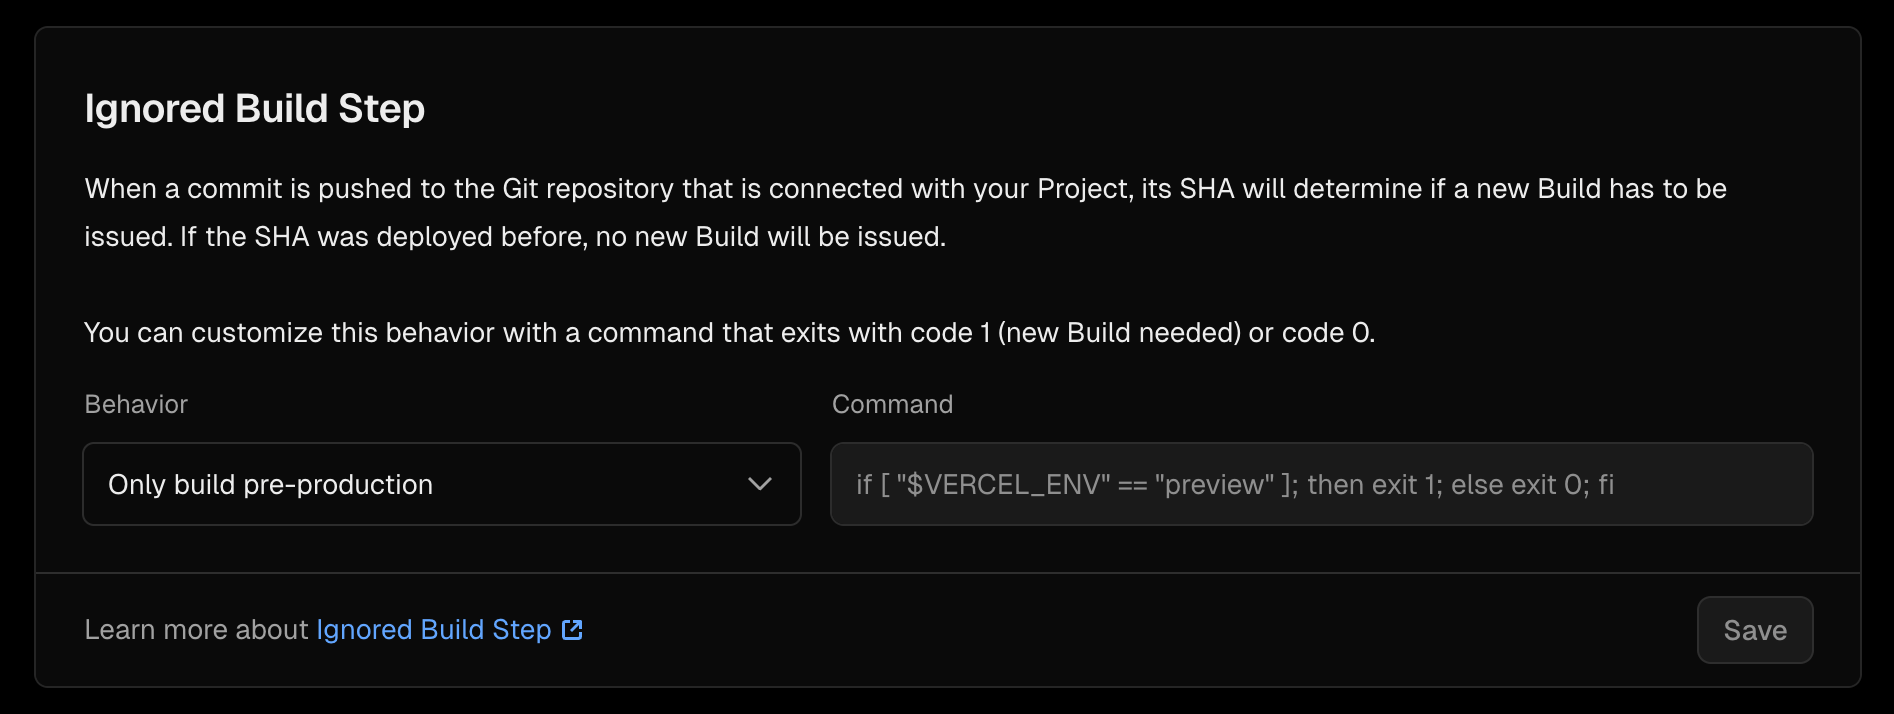 Ignored Build Step
When a commit is pushed to the Git repository that is connected with your Project, its SHA will determine if a new Build has to be
issued. If the SHA was deployed before, no new Build will be issued.
You can customize this behavior with a command that exits with code 1 (new Build needed) or code 0.
Behavior
Only build pre-production
Command
if [ "$VERCEL_ENV" == "preview" ]; then exit 1; else exit 0; fi
Learn more about Ignored Build Step
Save